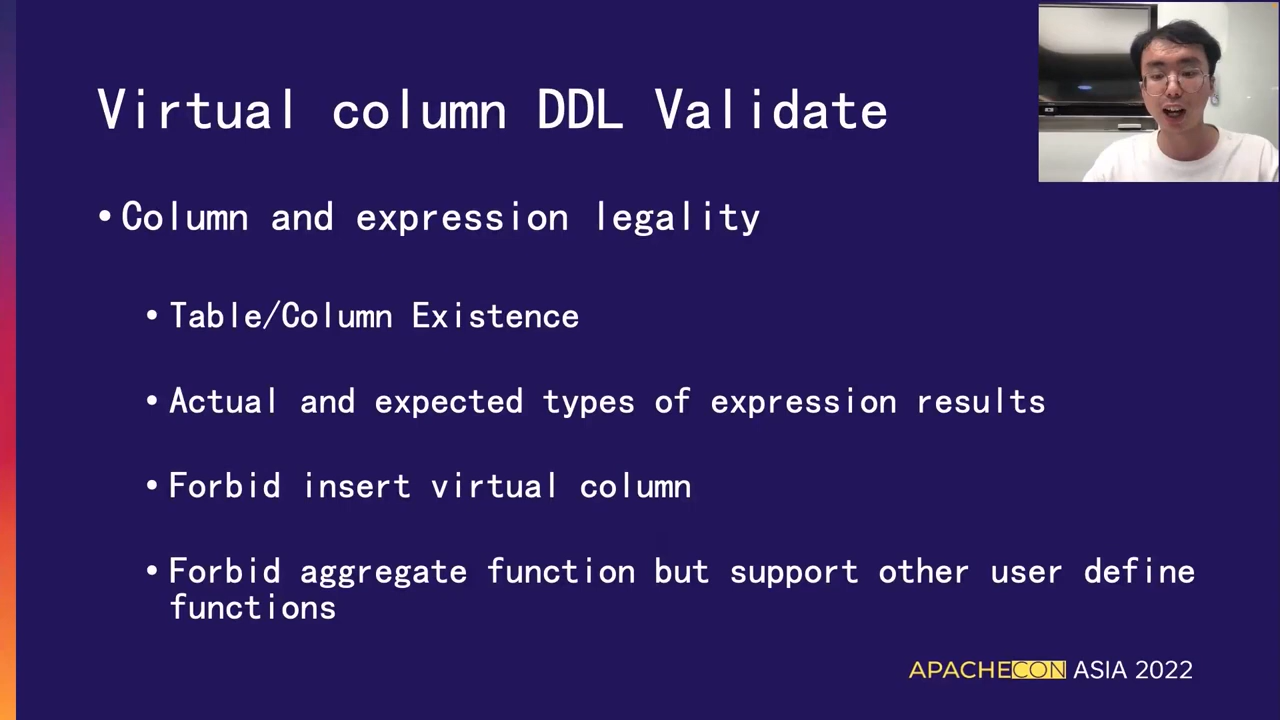 Virtual column DDL Validate
• Column and expression legality
• Table/Column Existence
• Actual and expected types of expression results
• Forbid insert virtual column
• Forbid aggregate function but support other user define
functions
APACHECON ASIA 2022